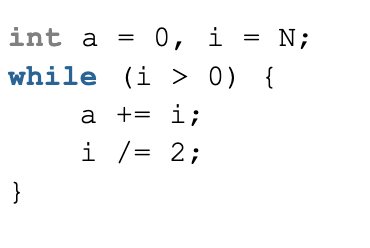 int a = 0, i = N;
while (i > 0) {
    a += i;
    i /= 2;
}